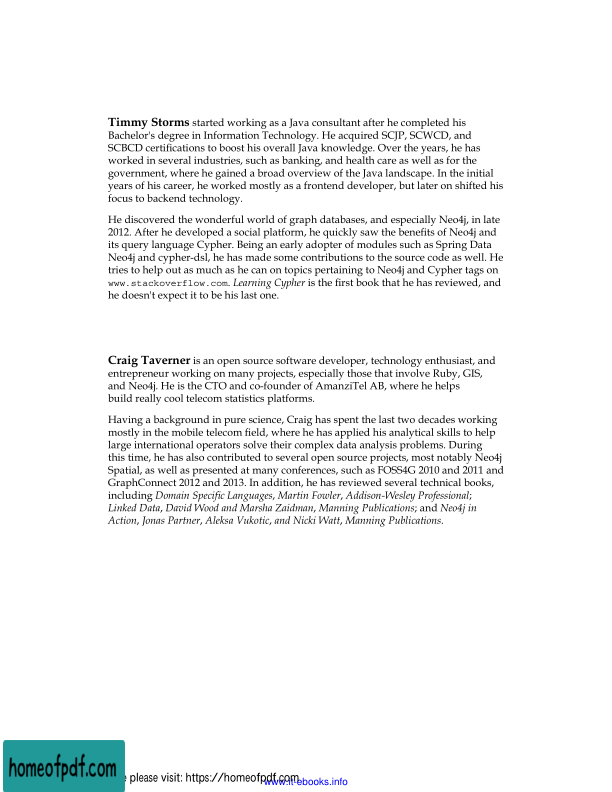 Timmy Storms started working as a Java consultant after he completed his
Bachelor's degree in Information Technology. He acquired SCJP, SCWCD, and
SCBCD certifications to boost his overall Java knowledge. Over the years, he has
worked in several industries, such as banking, and health care as well as for the
government, where he gained a broad overview of the Java landscape. In the initial
years of his career, he worked mostly as a frontend developer, but later on shifted his
focus to backend technology.
He discovered the wonderful world of graph databases, and especially Neo4j, in late
2012. After he developed a social platform, he quickly saw the benefits of Neo4j and
its query language Cypher. Being an early adopter of modules such as Spring Data
Neo4j and cypher-dsl, he has made some contributions to the source code as well. He
tries to help out as much as he can on topics pertaining to Neo4j and Cypher tags on
www.stackoverflow.com. Learning Cypher is the first book that he has reviewed, and
he doesn't expect it to be his last one.
Craig Taverner is an open source software developer, technology enthusiast, and
entrepreneur working on many projects, especially those that involve Ruby, GIS,
and Neo4j. He is the CTO and co-founder of AmanziTel AB, where he helps
build really cool telecom statistics platforms.
Having a background in pure science, Craig has spent the last two decades working
mostly in the mobile telecom field, where he has applied his analytical skills to help
large international operators solve their complex data analysis problems. During
this time, he has also contributed to several open source projects, most notably Neo4j
Spatial, as well as presented at many conferences, such as FOSS4G 2010 and 2011 and
GraphConnect 2012 and 2013. In addition, he has reviewed several technical books,
including Domain Specific Languages, Martin Fowler, Addison-Wesley Professional;
Linked Data, David Wood and Marsha Zaidman, Manning Publications; and Neo4j in
Action, Jonas Partner, Aleksa Vukotic, and Nicki Watt, Manning Publications.
homeofpdf.com
please visit: https://homeofpdf.com
www.it-ebooks.info